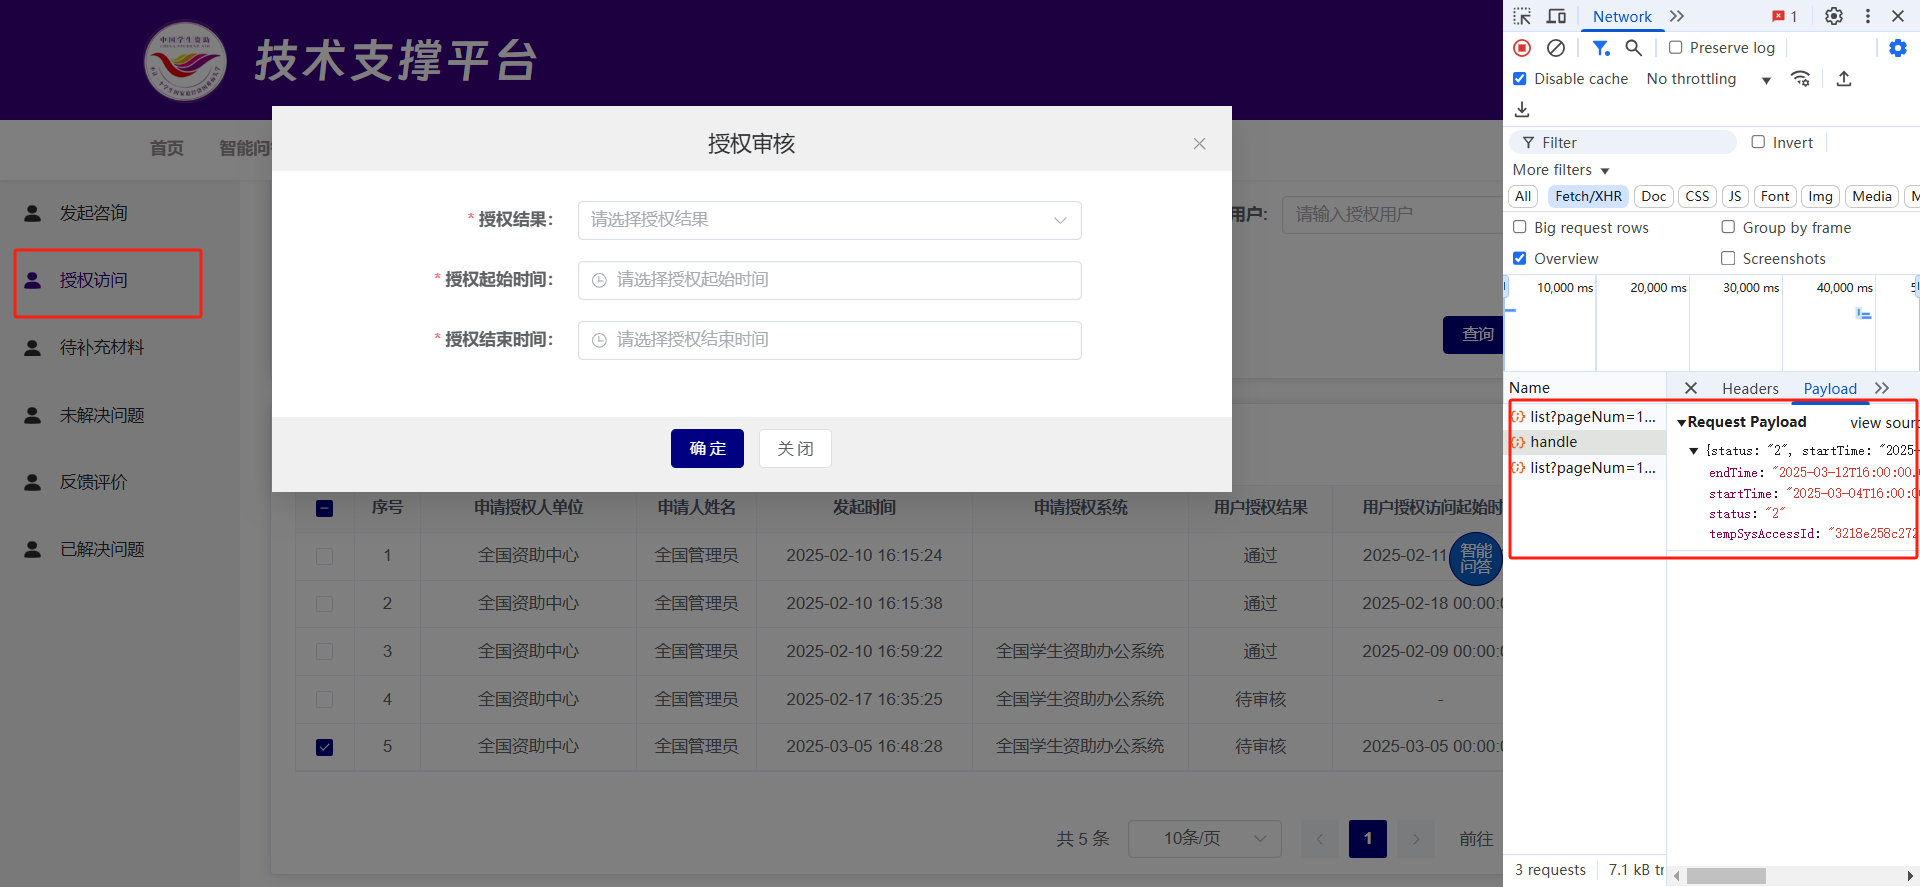 中国学生资助
技术支撑平台
首页
智能问
授权审核
发起咨询
授权访问
待补充材料
未解决问题
反馈评价
已解决问题
* 授权结果:
请选择授权结果
* 授权起始时间:
请选择授权起始时间
* 授权结束时间:
请选择授权结束时间
确定
关闭
用户:
请输入授权用户
查询
序号 申请授权人单位 申请人姓名 发起时间 申请授权系统 用户授权结果 用户授权访问起始时
1 全国资助中心 全国管理员 2025-02-10 16:15:24 通过 2025-02-11
2 全国资助中心 全国管理员 2025-02-10 16:15:38 通过 2025-02-18 00:00:0
3 全国资助中心 全国管理员 2025-02-10 16:59:22 全国学生资助办公系统 通过 2025-02-09 00:00:0
4 全国资助中心 全国管理员 2025-02-17 16:35:25 全国学生资助办公系统 待审核 -
5 全国资助中心 全国管理员 2025-03-05 16:48:28 全国学生资助办公系统 待审核 2025-03-05 00:00:0
智能
问答
共 5 条
10条/页
1
前往
Network
1
Preserve log
Disable cache
No throttling
Filter
Invert
More filters
All Fetch/XHR Doc CSS JS Font Img Media M
Big request rows
Group by frame
Overview
Screenshots
10,000 ms 20,000 ms 30,000 ms 40,000 ms 5
Name
Headers
Payload
list?pageNum=1...
handle
list?pageNum=1...
Request Payload
view sour
{status: "2", startTime: "2025-
endTime: "2025-03-12T16:00:00.
startTime: "2025-03-04T16:00:0
status: "2"
tempSysAccessId: "3218e258c272
3 requests
7.1 kB tr